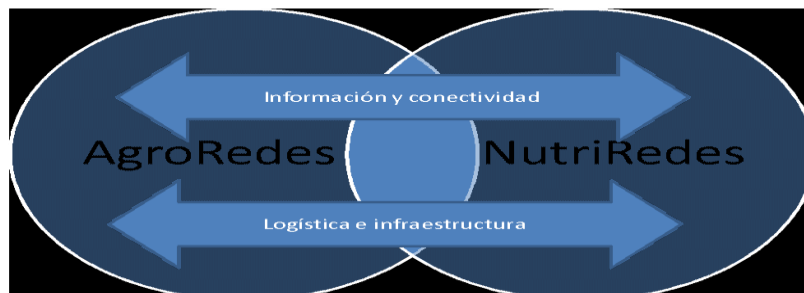 Información y conectividad
AgroRedes NutriRedes
Logística e infraestructura